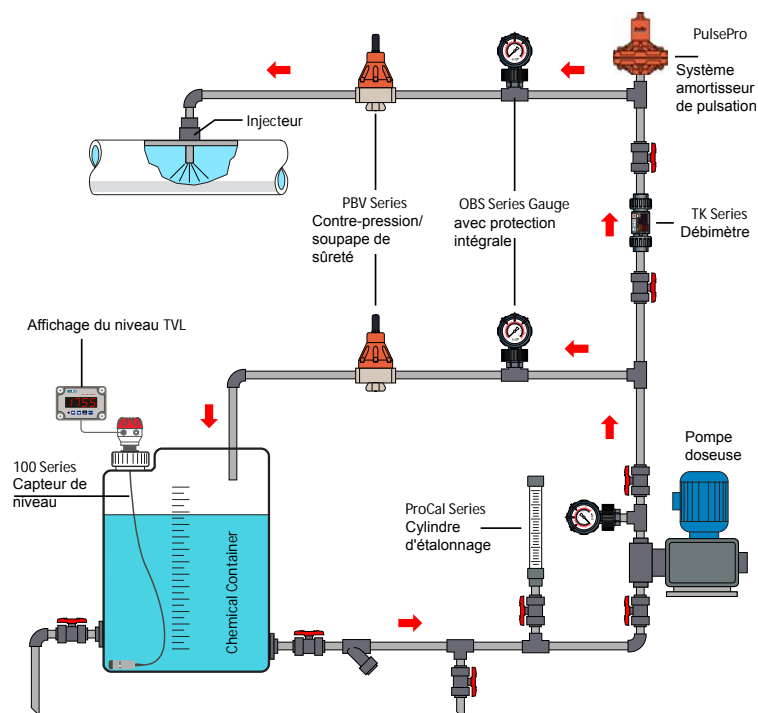 PulsePro
Système
amortisseur
de pulsation
Injecteur
PBV Series
Contre-pression/
soupape de
sûreté
OBS Series Gauge
avec protection
intégrale
TK Series
Débimètre
Affichage du niveau TVL
1755
100 Series
Capteur de
niveau
Chemical Container
ProCal Series
Cylindre
d'étalonnage
Pompe
doseuse